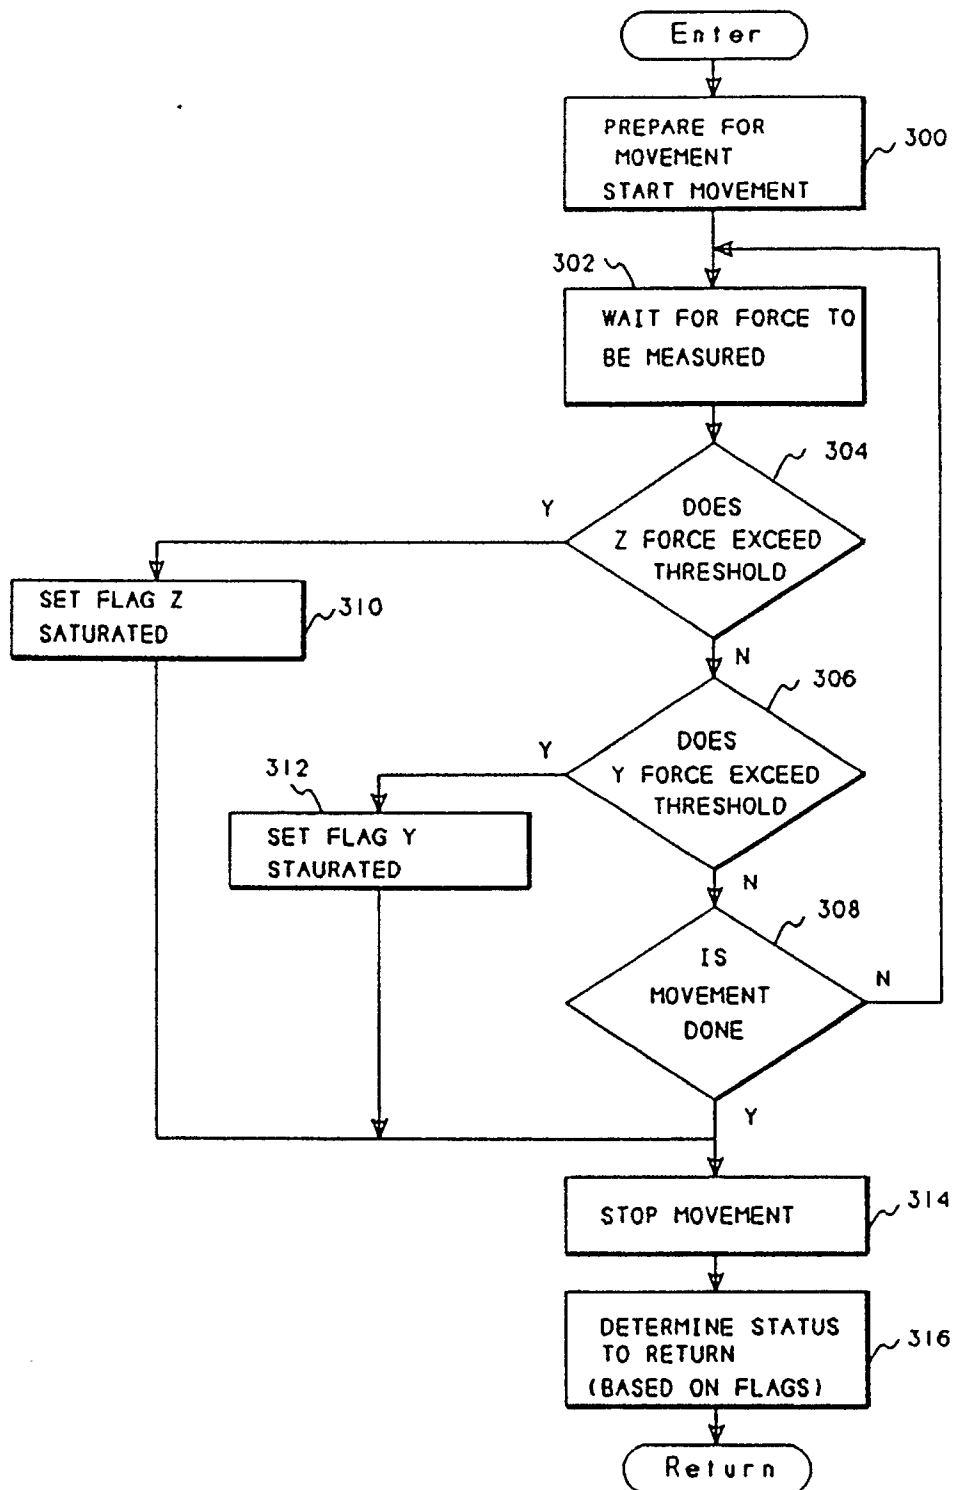 Enter
PREPARE FOR
MOVEMENT
START MOVEMENT
300
302
WAIT FOR FORCE TO
BE MEASURED
304
DOES
Z FORCE EXCEED
THRESHOLD
Y
N
SET FLAG Z
SATURATED
310
306
DOES
Y FORCE EXCEED
THRESHOLD
Y
N
312
SET FLAG Y
STAURATED
308
IS
MOVEMENT
DONE
N
Y
STOP MOVEMENT
314
DETERMINE STATUS
TO RETURN
(BASED ON FLAGS)
316
Return